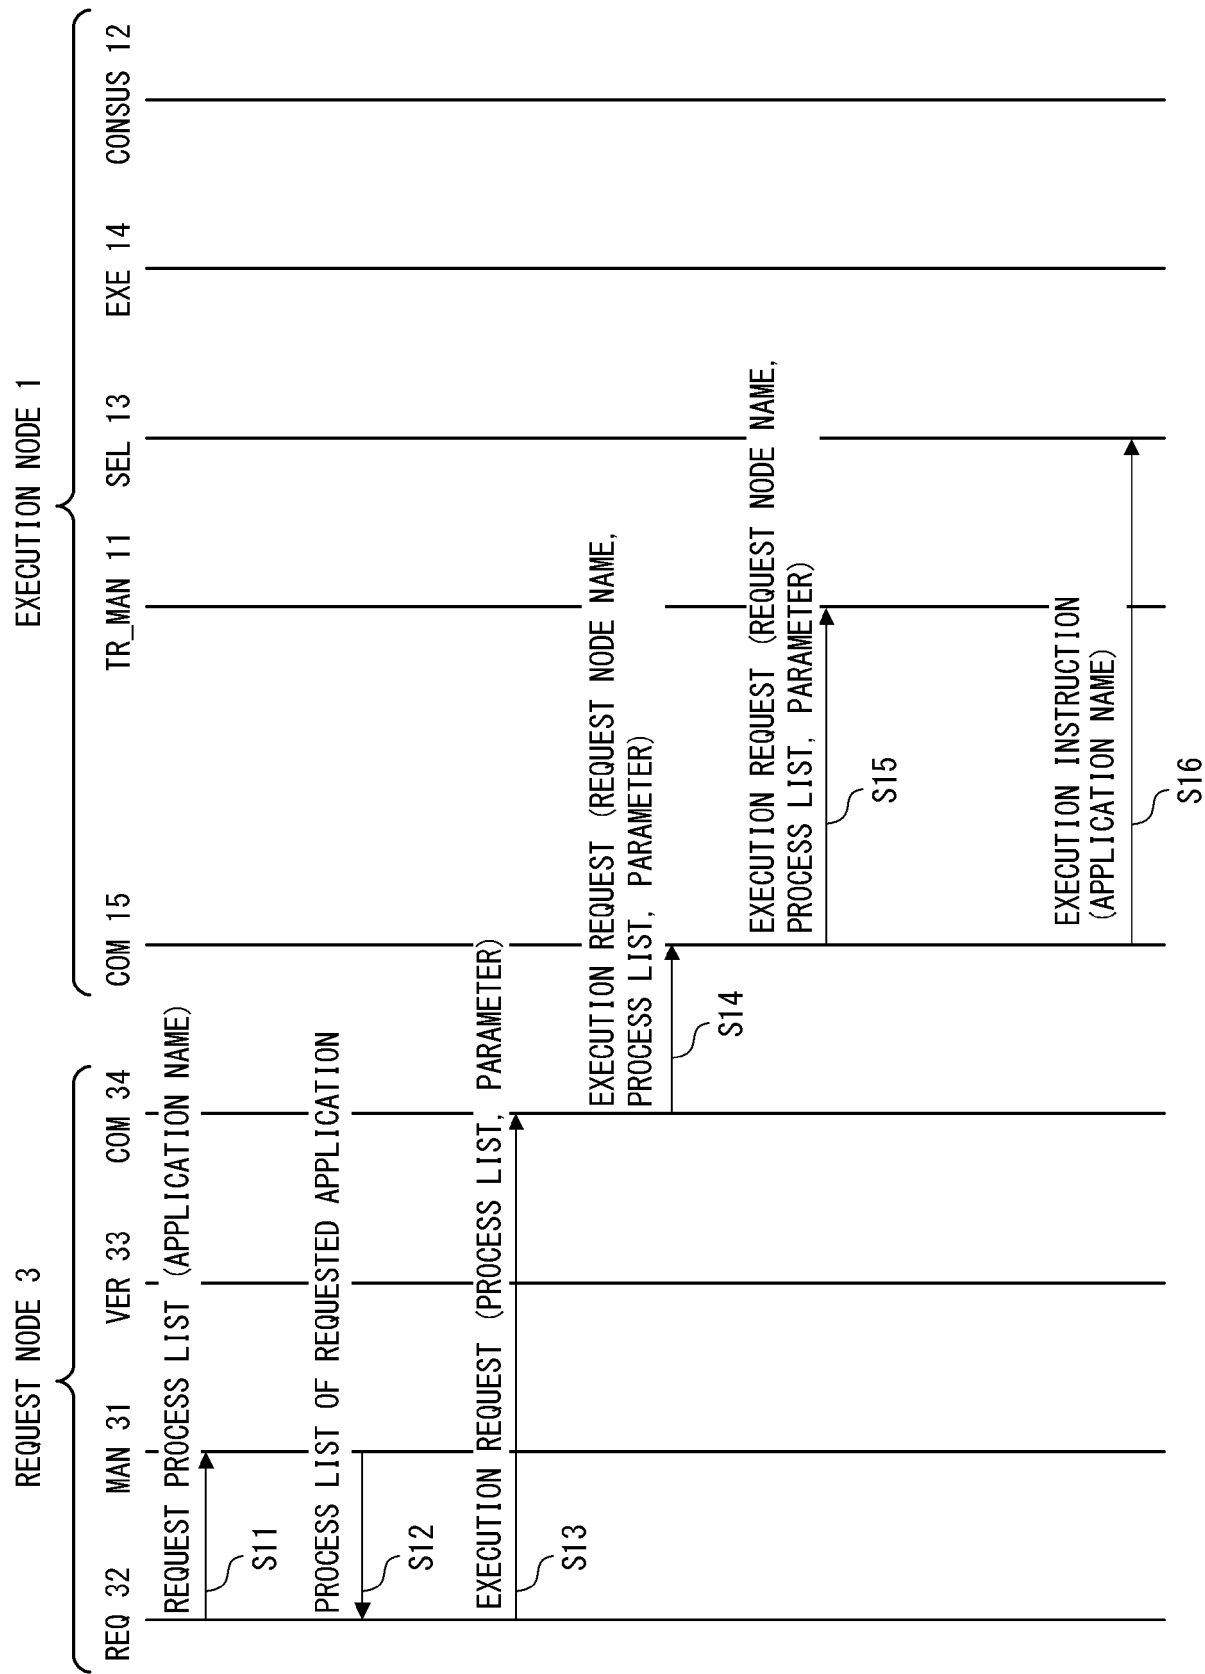 REQUEST NODE 3
EXECUTION NODE 1
REQ 32
MAN 31
VER 33
COM 34
COM 15
TR_MAN 11
SEL 13
EXE 14
CONSUS 12
REQUEST PROCESS LIST (APPLICATION NAME)
S11
PROCESS LIST OF REQUESTED APPLICATION
S12
EXECUTION REQUEST (PROCESS LIST, PARAMETER)
S13
EXECUTION REQUEST (REQUEST NODE NAME,
PROCESS LIST, PARAMETER)
S14
EXECUTION REQUEST (REQUEST NODE NAME,
PROCESS LIST, PARAMETER)
S15
EXECUTION INSTRUCTION
(APPLICATION NAME)
S16